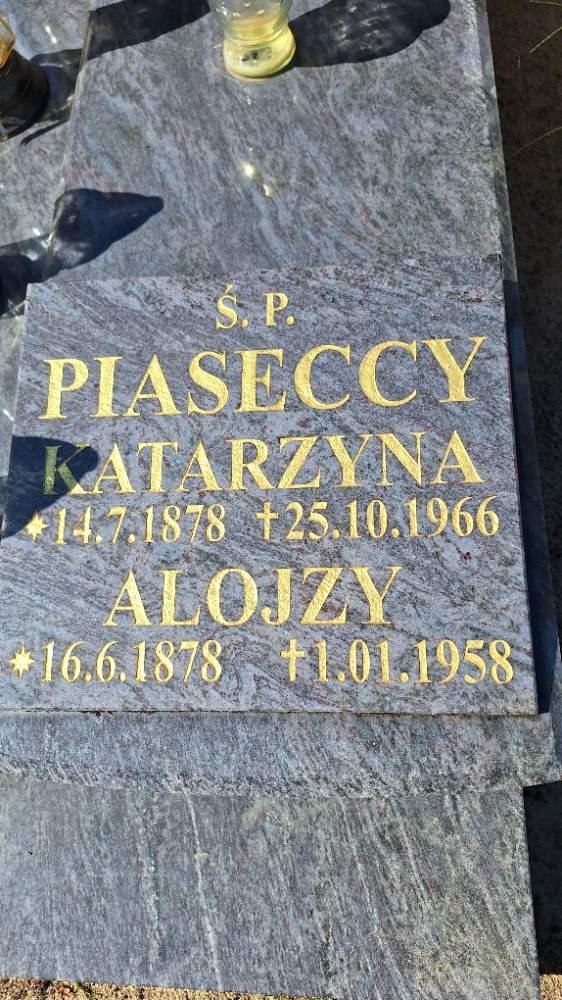 Ś. P.
PIASECCY
KATARZYNA
*14.7.1878 †25.10.1966
ALOJZY
*16.6.1878 †1.01.1958